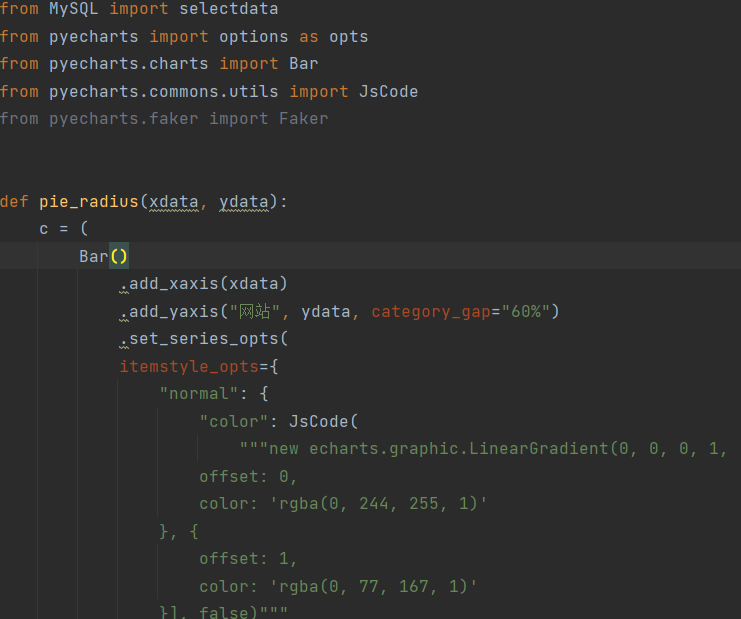 from MySQL import selectdata
from pyecharts import options as opts
from pyecharts.charts import Bar
from pyecharts.commons.utils import JsCode
from pyecharts.faker import Faker
def pie_radius(xdata, ydata):
c = (
Bar()
.add_xaxis(xdata)
.add_yaxis("网站", ydata, category_gap="60%")
.set_series_opts(
itemstyle_opts={
"normal": {
"color": JsCode(
"""new echarts.graphic.LinearGradient(0, 0, 0, 1,
offset: 0,
color: 'rgba(0, 244, 255, 1)'
}, {
offset: 1,
color: 'rgba(0, 77, 167, 1)'
}], false)"""